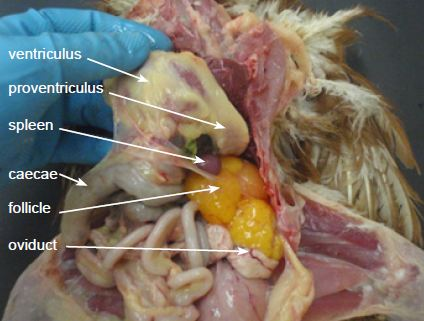 ventriculus
proventriculus
spleen
caecae
follicle
oviduct